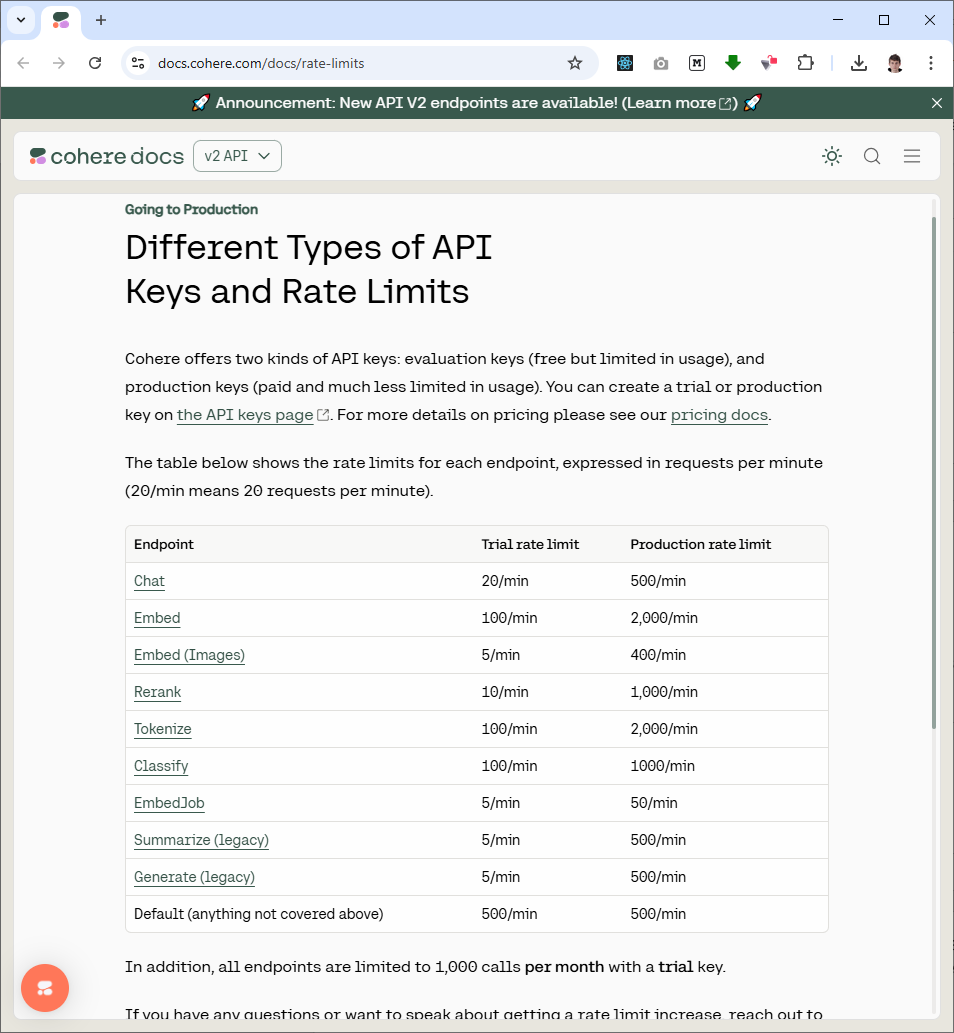 docs.cohere.com/docs/rate-limits
M
🚀 Announcement: New API V2 endpoints are available! (Learn more) 🚀
cohere docs
v2 API
Going to Production
Different Types of API
Keys and Rate Limits
Cohere offers two kinds of API keys: evaluation keys (free but limited in usage), and
production keys (paid and much less limited in usage). You can create a trial or production
key on the API keys page. For more details on pricing please see our pricing docs.
The table below shows the rate limits for each endpoint, expressed in requests per minute
(20/min means 20 requests per minute).
Endpoint Trial rate limit Production rate limit
Chat 20/min 500/min
Embed 100/min 2,000/min
Embed (Images) 5/min 400/min
Rerank 10/min 1,000/min
Tokenize 100/min 2,000/min
Classify 100/min 1000/min
EmbedJob 5/min 50/min
Summarize (legacy) 5/min 500/min
Generate (legacy) 5/min 500/min
Default (anything not covered above) 500/min 500/min
In addition, all endpoints are limited to 1,000 calls per month with a trial key.
If you have any questions or want to speak about getting a rate limit increase, reach out to